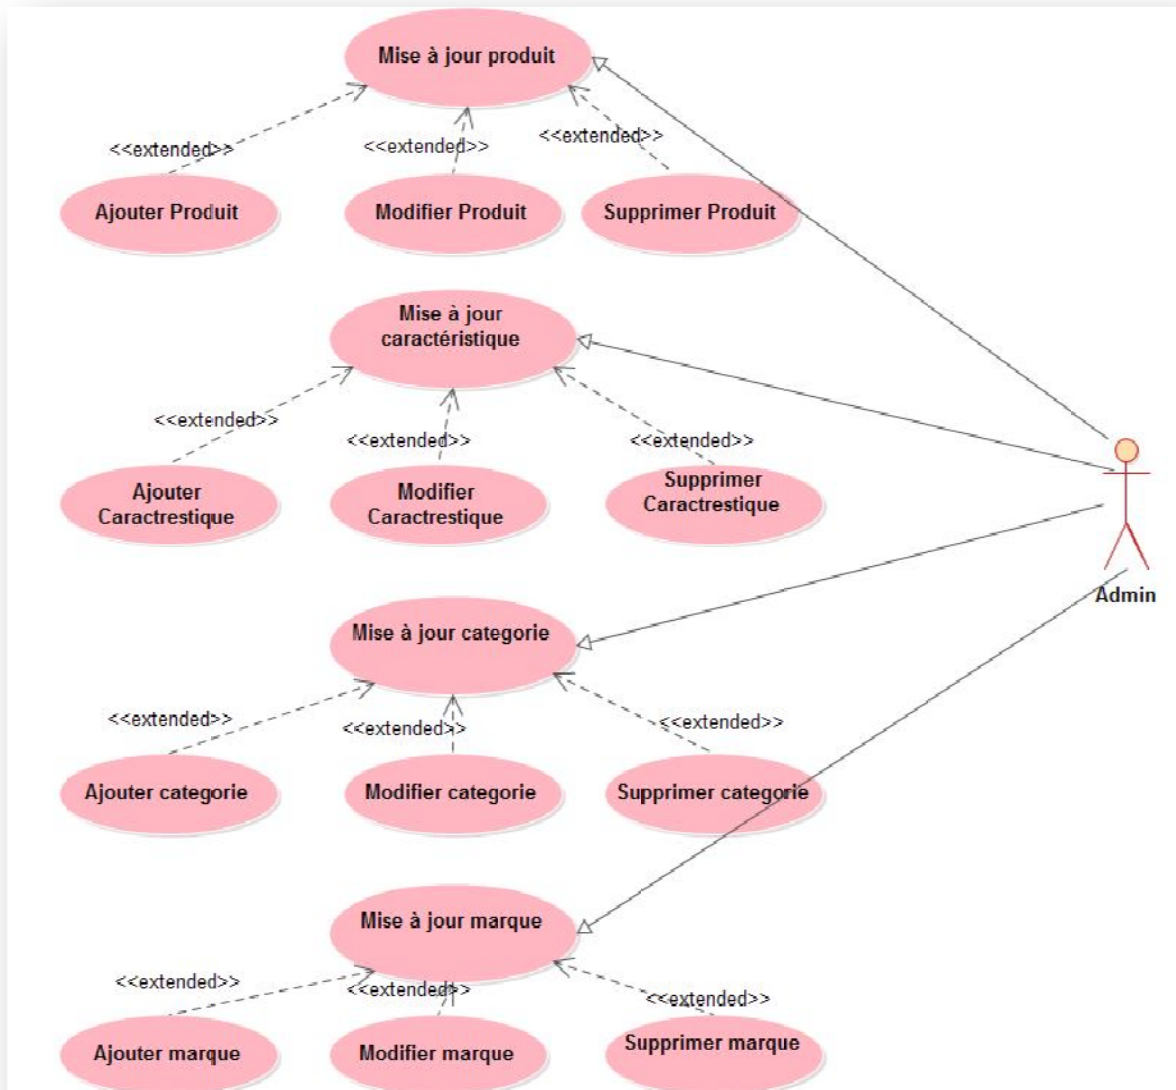 Mise à jour produit
<<extended>>
<<extended>>
<<extended>>
Ajouter Produit
Modifier Produit
Supprimer Produit
Mise à jour
caractéristique
<<extended>>
<<extended>>
<<extended>>
Ajouter
Caractrestique
Modifier
Caractrestique
Supprimer
Caractrestique
Admin
Mise à jour categorie
<<extended>>
<<extended>>
<<extended>>
Ajouter categorie
Modifier categorie
Supprimer categorie
Mise à jour marque
<<extended>>
<<extended>>
<<extended>>
Ajouter marque
Modifier marque
Supprimer marque